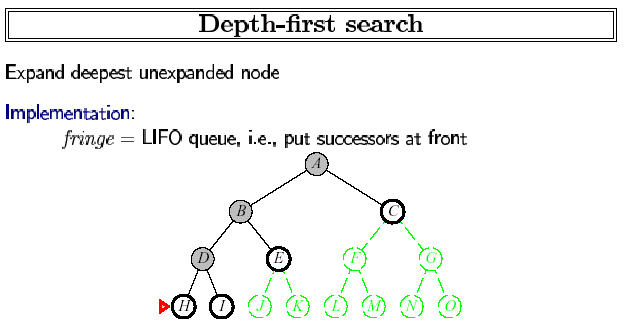 Depth-first search
Expand deepest unexpanded node
Implementation:
fringe = LIFO queue, i.e., put successors at front
A
B C
D E F G
H I J K L M N O